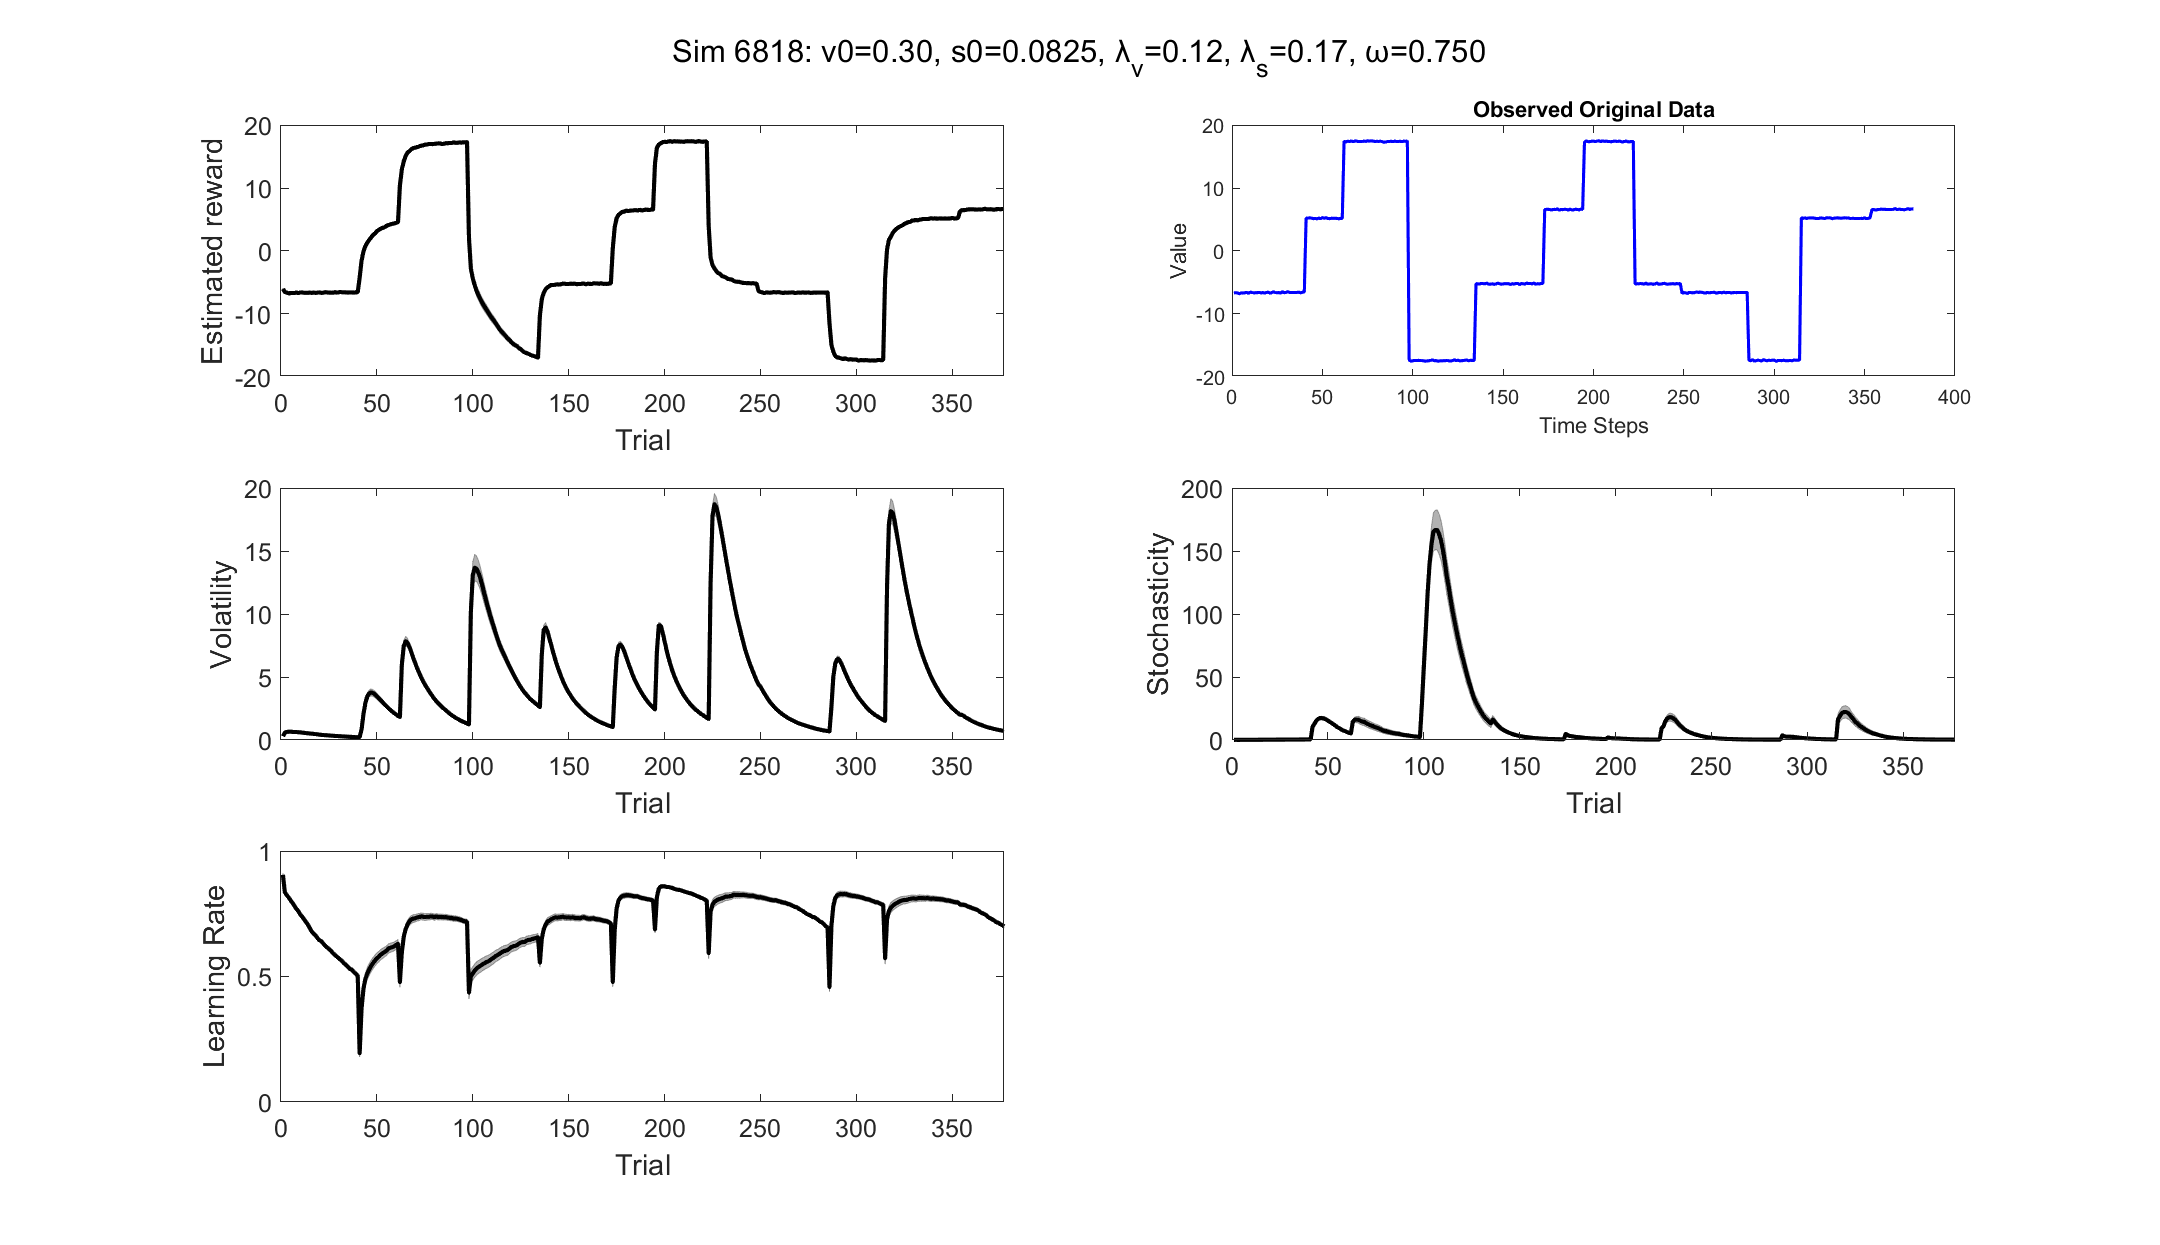 Sim 6818: v0=0.30, s0=0.0825, λ_v=0.12, λ_s=0.17, ω=0.750
Estimated reward
20
10
0
-10
-20
0 50 100 150 200 250 300 350
Trial
Observed Original Data
Value
20
10
0
-10
-20
0 50 100 150 200 250 300 350 400
Time Steps
Volatility
20
15
10
5
0
0 50 100 150 200 250 300 350
Trial
Stochasticity
200
150
100
50
0
0 50 100 150 200 250 300 350
Trial
Learning Rate
1
0.5
0
0 50 100 150 200 250 300 350
Trial